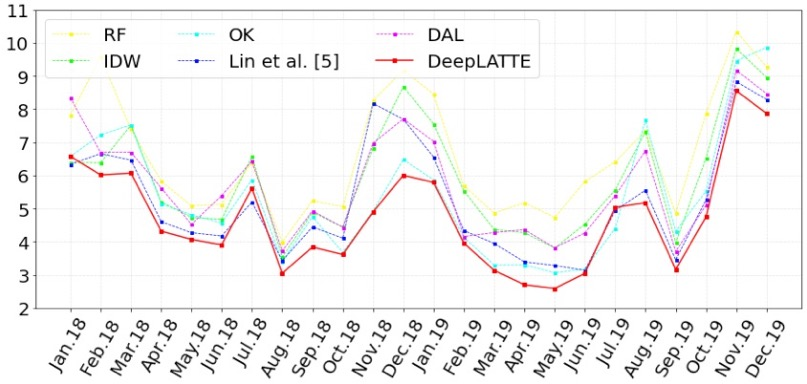 11
10
9
8
7
6
5
4
3
2
RF
IDW
OK
Lin et al. [5]
DAL
DeepLATTE
Jan.18
Feb.18
Mar.18
Apr.18
May.18
Jun.18
Jul.18
Aug.18
Sep.18
Oct.18
Nov.18
Dec.18
Jan.19
Feb.19
Mar.19
Apr.19
May.19
Jun.19
Jul.19
Aug.19
Sep.19
Oct.19
Nov.19
Dec.19